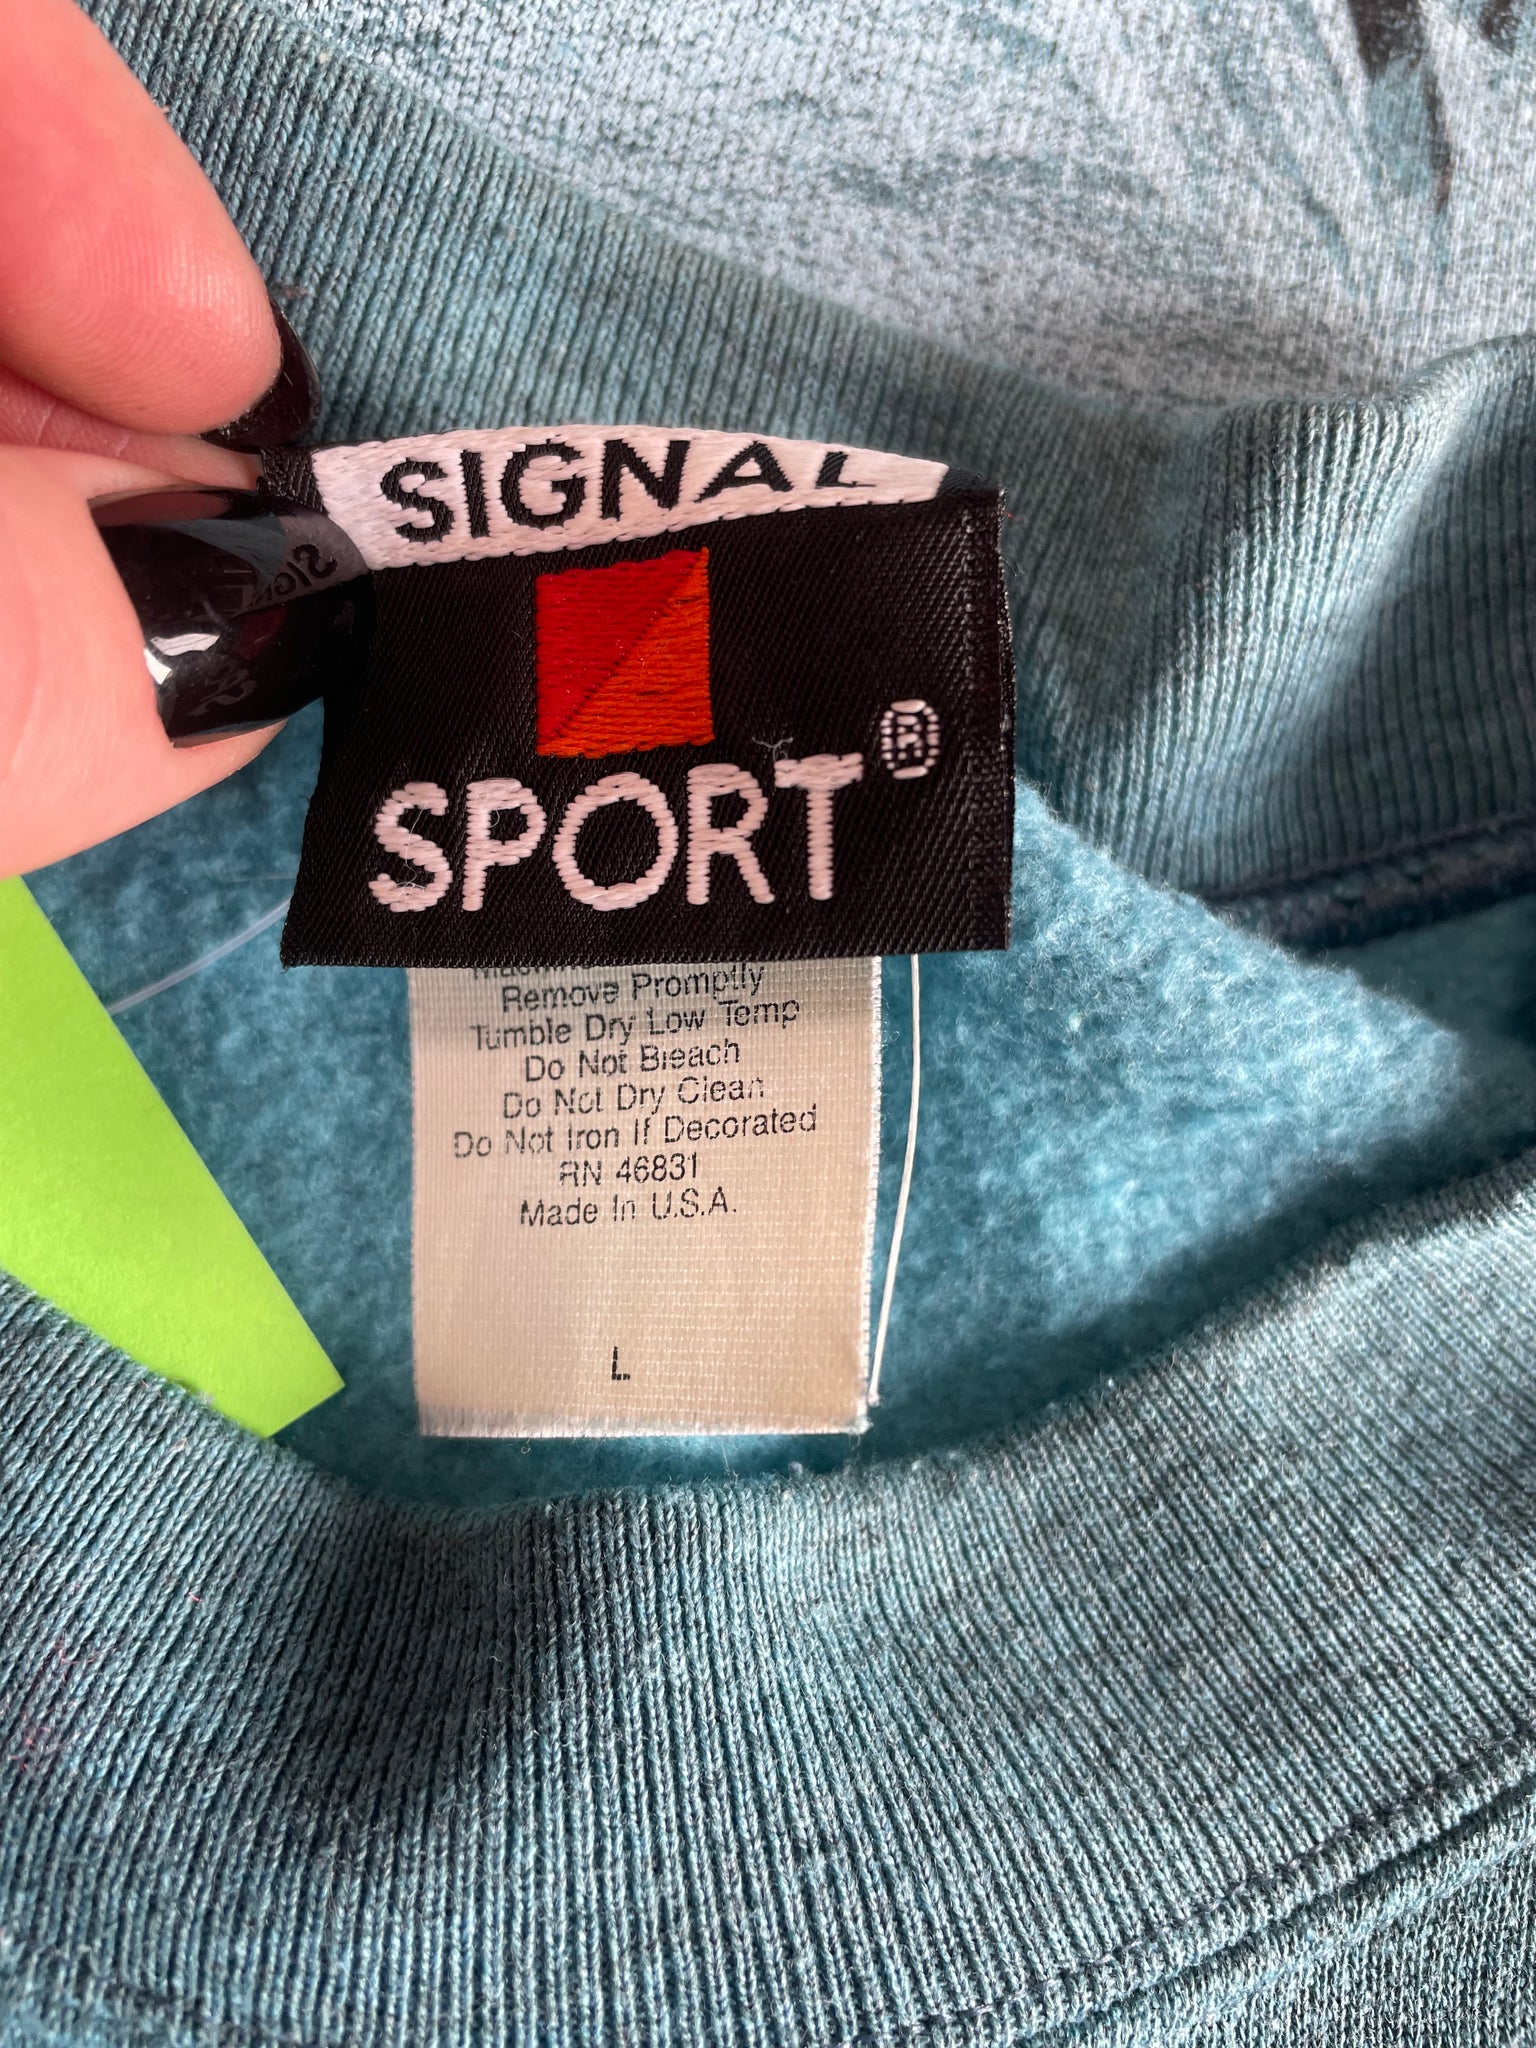 SIGNAL
SPORT®
Remove Promptly
Tumble Dry Low Temp
Do Not Bleach
Do Not Dry Clean
Do Not Iron If Decorated
RN 46831
Made In U.S.A.
L